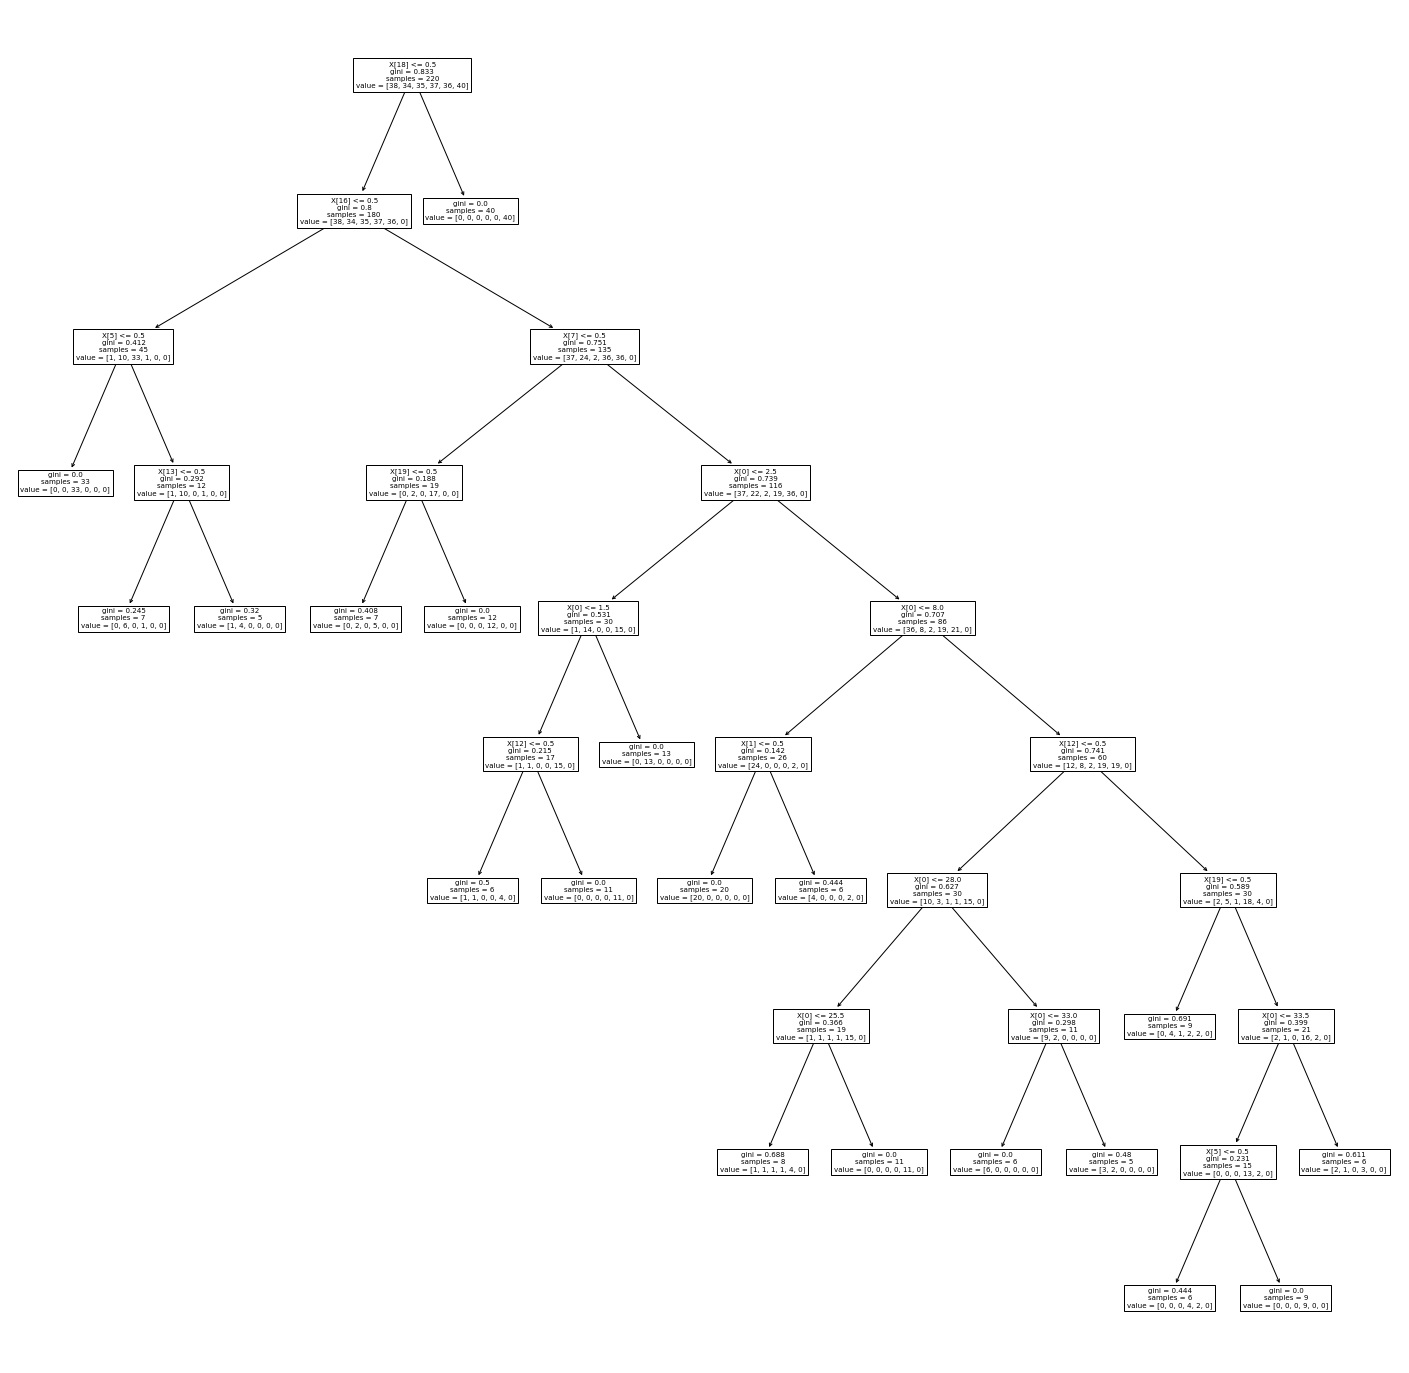 X[18] <= 0.5
gini = 0.833
samples = 220
value = [38, 34, 35, 37, 36, 40]
X[16] <= 0.5
gini = 0.8
samples = 180
value = [38, 34, 35, 37, 36, 0]
gini = 0.0
samples = 40
value = [0, 0, 0, 0, 0, 40]
X[5] <= 0.5
gini = 0.412
samples = 45
value = [1, 10, 33, 1, 0, 0]
X[7] <= 0.5
gini = 0.751
samples = 135
value = [37, 24, 2, 36, 36, 0]
gini = 0.0
samples = 33
value = [0, 0, 33, 0, 0, 0]
X[13] <= 0.5
gini = 0.292
samples = 12
value = [1, 10, 0, 1, 0, 0]
X[19] <= 0.5
gini = 0.188
samples = 19
value = [0, 2, 0, 17, 0, 0]
X[0] <= 2.5
gini = 0.739
samples = 116
value = [37, 22, 2, 19, 36, 0]
gini = 0.245
samples = 7
value = [0, 6, 0, 1, 0, 0]
gini = 0.32
samples = 5
value = [1, 4, 0, 0, 0, 0]
gini = 0.408
samples = 7
value = [0, 2, 0, 5, 0, 0]
gini = 0.0
samples = 12
value = [0, 0, 0, 12, 0, 0]
X[0] <= 1.5
gini = 0.531
samples = 30
value = [1, 14, 0, 0, 15, 0]
X[0] <= 8.0
gini = 0.707
samples = 86
value = [36, 8, 2, 19, 21, 0]
X[12] <= 0.5
gini = 0.215
samples = 17
value = [1, 1, 0, 0, 15, 0]
gini = 0.0
samples = 13
value = [0, 13, 0, 0, 0, 0]
X[1] <= 0.5
gini = 0.142
samples = 26
value = [24, 0, 0, 0, 2, 0]
X[12] <= 0.5
gini = 0.741
samples = 60
value = [12, 8, 2, 19, 19, 0]
gini = 0.5
samples = 6
value = [1, 1, 0, 0, 4, 0]
gini = 0.0
samples = 11
value = [0, 0, 0, 0, 11, 0]
gini = 0.0
samples = 20
value = [20, 0, 0, 0, 0, 0]
gini = 0.444
samples = 6
value = [4, 0, 0, 0, 2, 0]
X[0] <= 28.0
gini = 0.627
samples = 30
value = [10, 3, 1, 1, 15, 0]
X[19] <= 0.5
gini = 0.589
samples = 30
value = [2, 5, 1, 18, 4, 0]
X[0] <= 25.5
gini = 0.366
samples = 19
value = [1, 1, 1, 1, 15, 0]
X[0] <= 33.0
gini = 0.298
samples = 11
value = [9, 2, 0, 0, 0, 0]
gini = 0.691
samples = 9
value = [0, 4, 1, 2, 2, 0]
X[0] <= 33.5
gini = 0.399
samples = 21
value = [2, 1, 0, 16, 2, 0]
gini = 0.688
samples = 8
value = [1, 1, 1, 1, 4, 0]
gini = 0.0
samples = 11
value = [0, 0, 0, 0, 11, 0]
gini = 0.0
samples = 6
value = [6, 0, 0, 0, 0, 0]
gini = 0.48
samples = 5
value = [3, 2, 0, 0, 0, 0]
X[5] <= 0.5
gini = 0.231
samples = 15
value = [0, 0, 0, 13, 2, 0]
gini = 0.611
samples = 6
value = [2, 1, 0, 3, 0, 0]
gini = 0.444
samples = 6
value = [0, 0, 0, 4, 2, 0]
gini = 0.0
samples = 9
value = [0, 0, 0, 9, 0, 0]